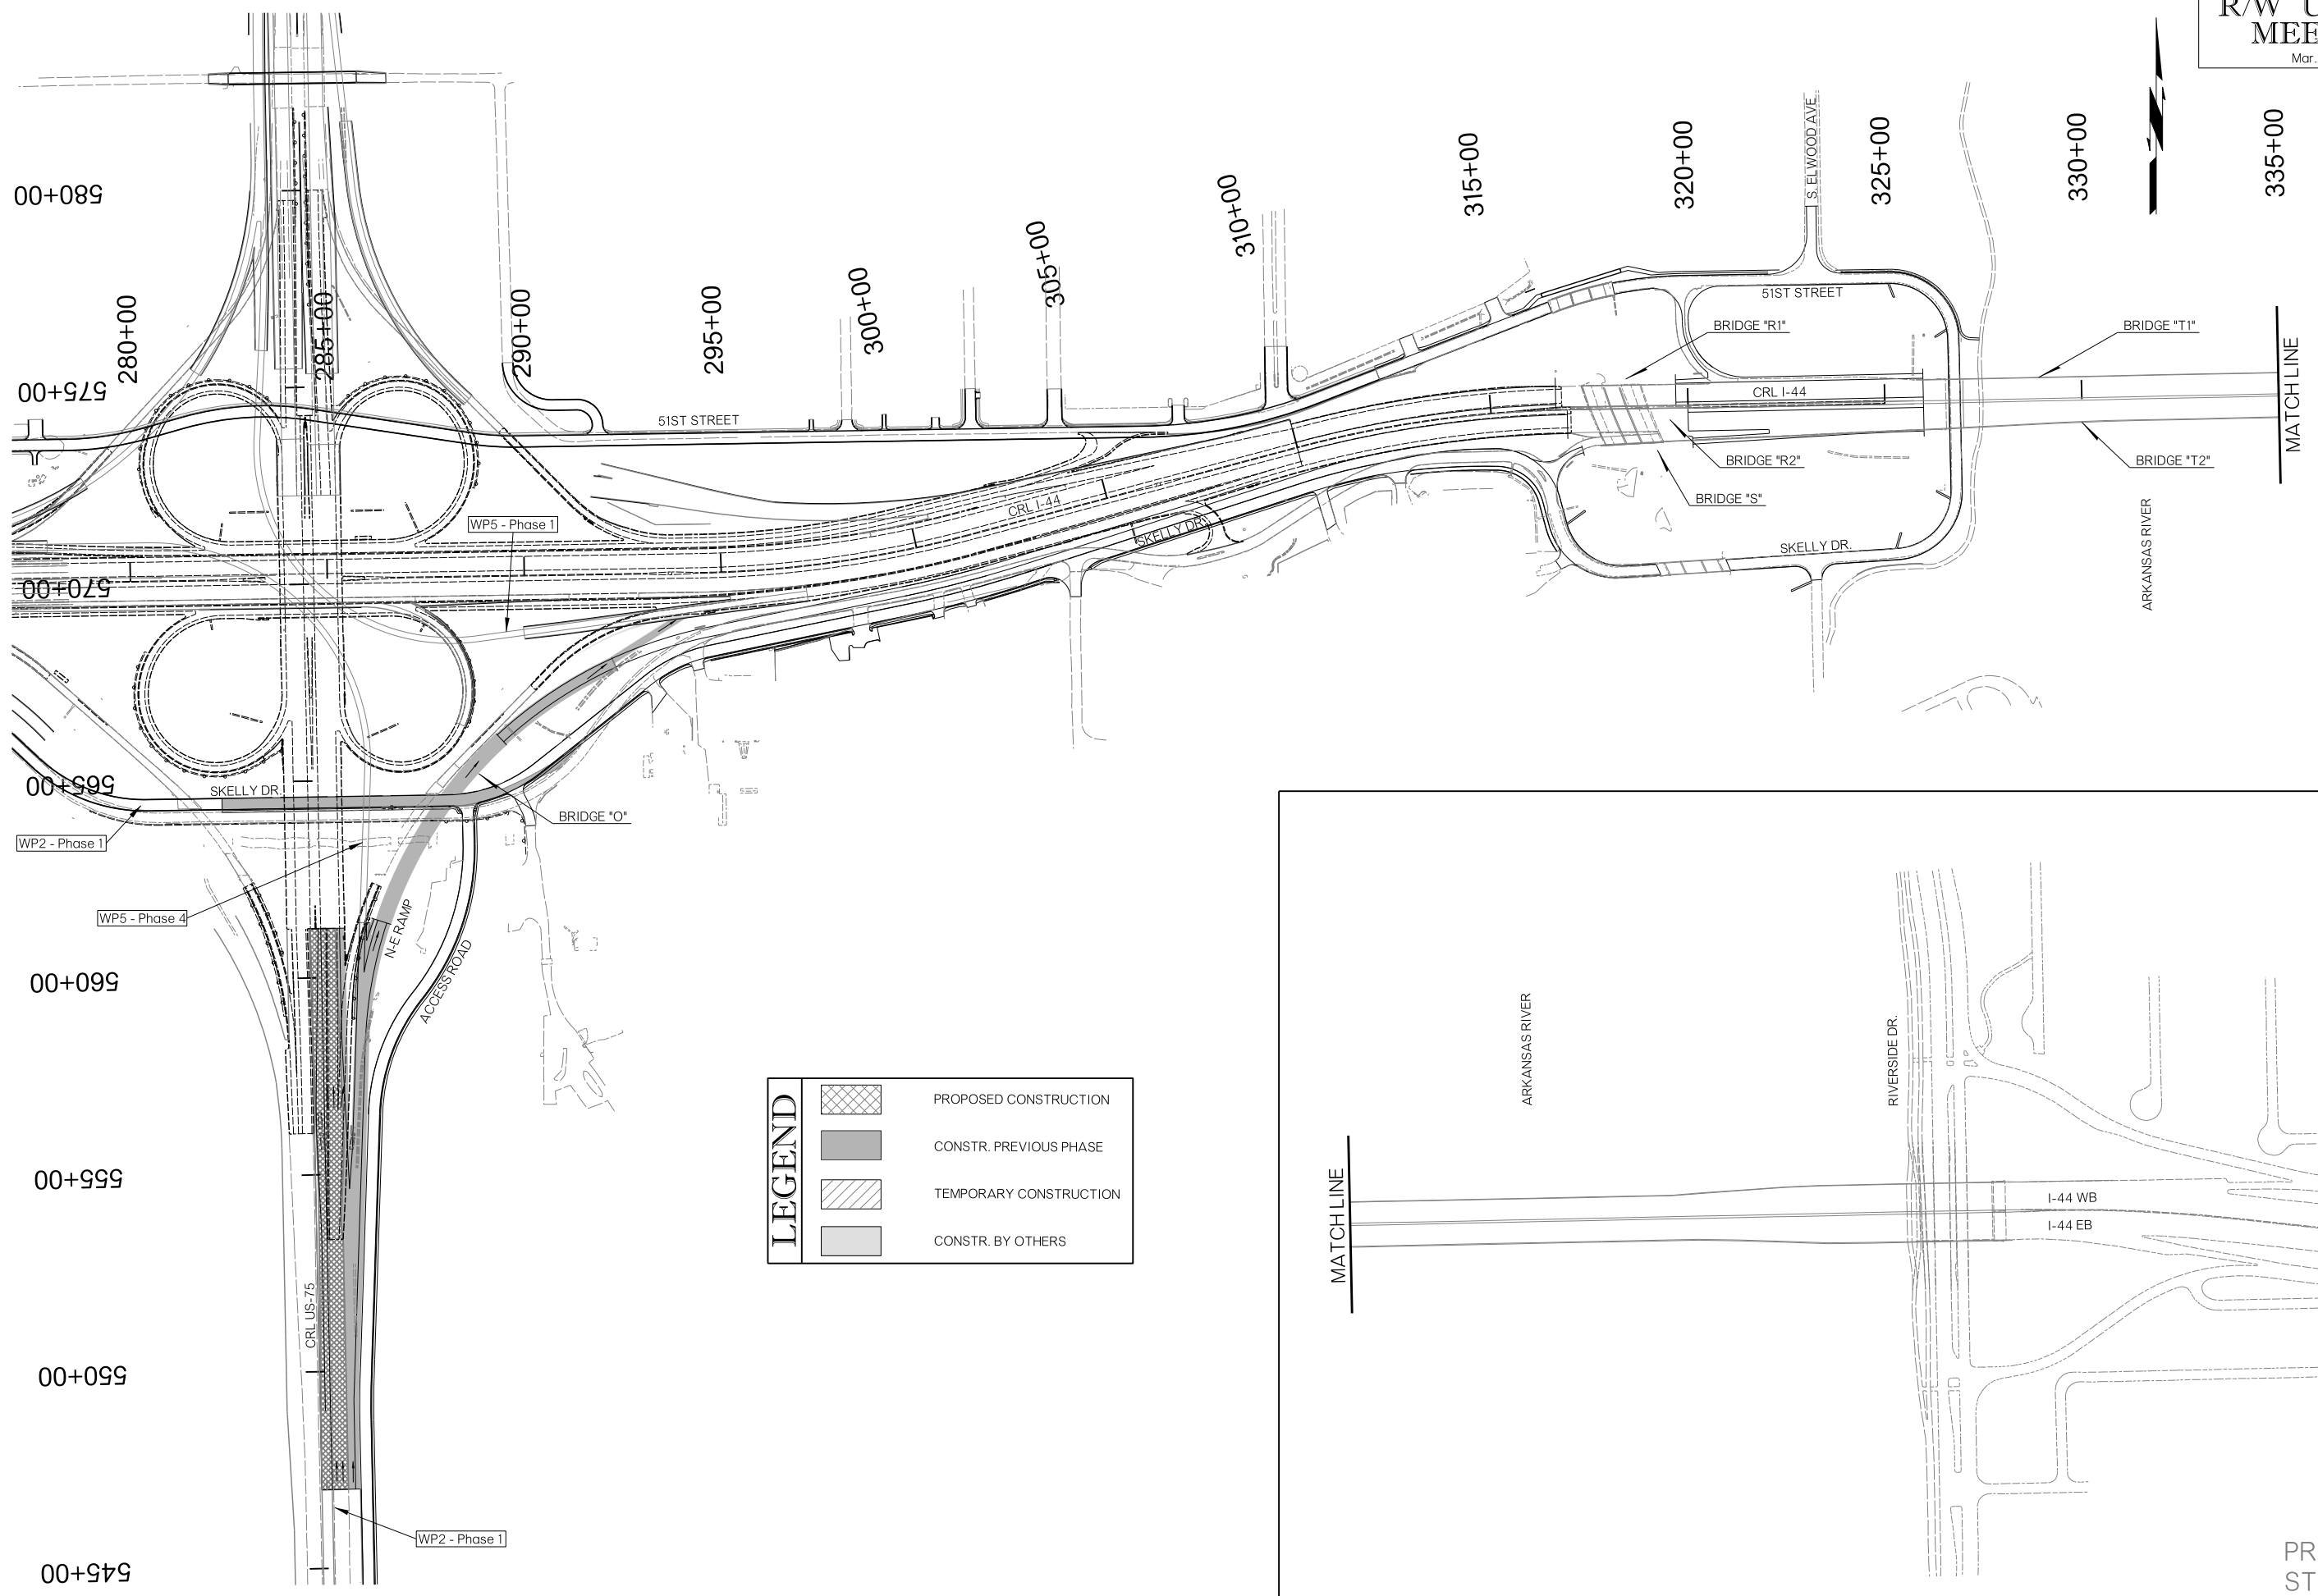 R/W U
MEE
Mar.
580+00
575+00
570+00
565+00
560+00
555+00
550+00
545+00
280+00
285+00
290+00
295+00
300+00
305+00
310+00
315+00
320+00
325+00
330+00
335+00
S. ELWOOD AVE.
51ST STREET
BRIDGE "R1"
BRIDGE "T1"
CRL I-44
MATCH LINE
51ST STREET
BRIDGE "R2"
BRIDGE "T2"
BRIDGE "S"
CRL I-44
WP5 - Phase 1
SKELLY DR.
SKELLY DR.
ARKANSAS RIVER
SKELLY DR.
BRIDGE "O"
WP2 - Phase 1
WP5 - Phase 4
N-E RAMP
ACCESS ROAD
CRL US-75
WP2 - Phase 1
LEGEND
PROPOSED CONSTRUCTION
CONSTR. PREVIOUS PHASE
TEMPORARY CONSTRUCTION
CONSTR. BY OTHERS
ARKANSAS RIVER
RIVERSIDE DR.
MATCH LINE
I-44 WB
I-44 EB
PR
ST